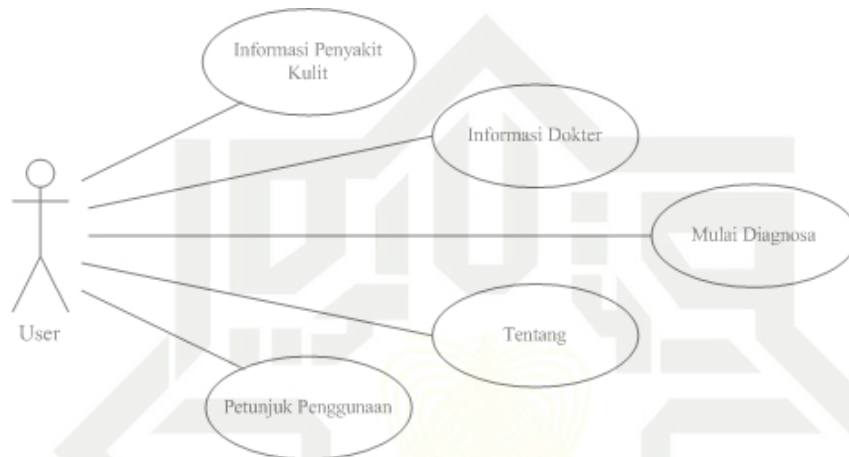 Informasi Penyakit
Kulit
Informasi Dokter
Mulai Diagnosa
User
Tentang
Petunjuk Penggunaan